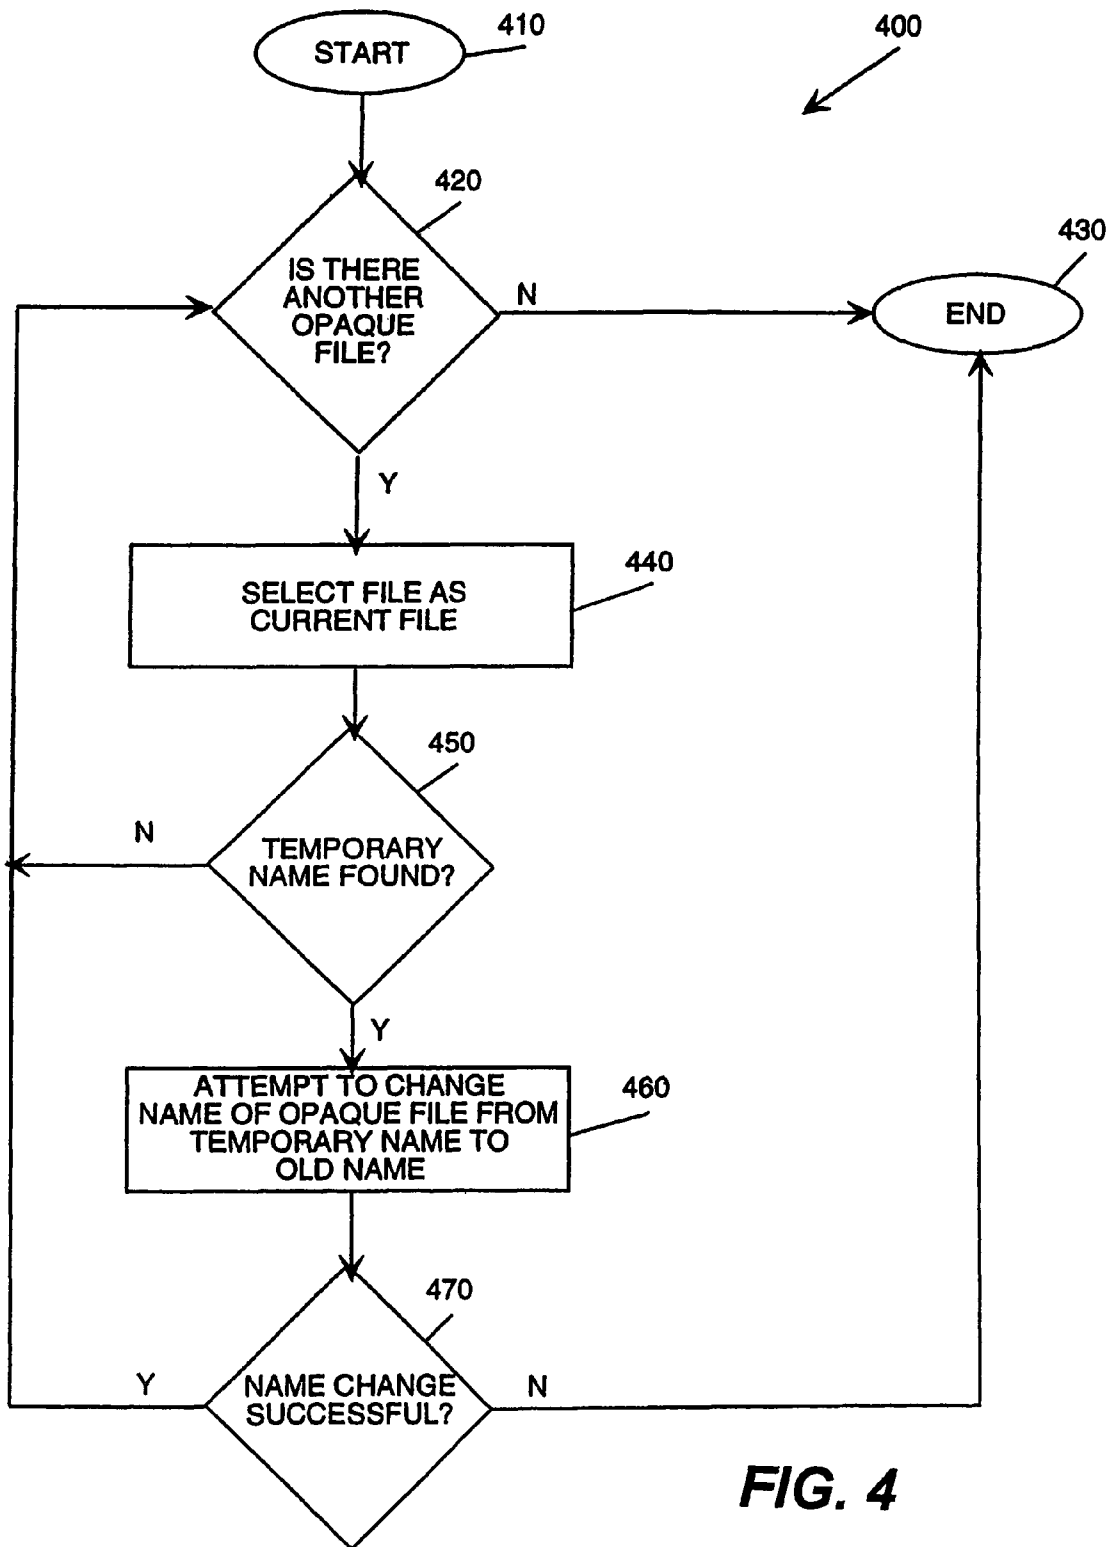 410
START
400
420
430
IS THERE
ANOTHER
OPAQUE
FILE?
N
END
Y
440
SELECT FILE AS
CURRENT FILE
450
N
TEMPORARY
NAME FOUND?
Y
460
ATTEMPT TO CHANGE
NAME OF OPAQUE FILE FROM
TEMPORARY NAME TO
OLD NAME
470
Y
NAME CHANGE
SUCCESSFUL?
N
FIG. 4